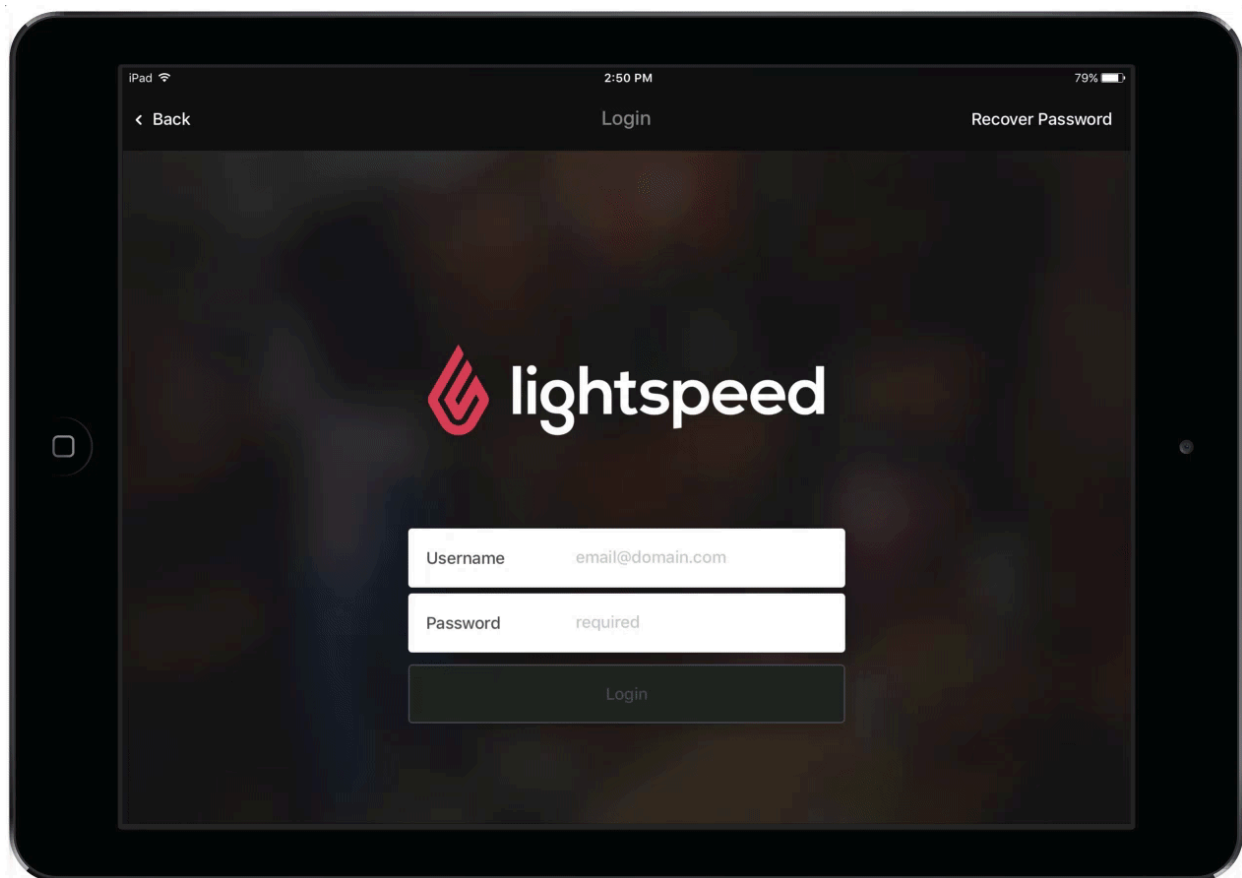 iPad 2:50 PM 79%
Back Login Recover Password
lightspeed
Username email@domain.com
Password required
Login